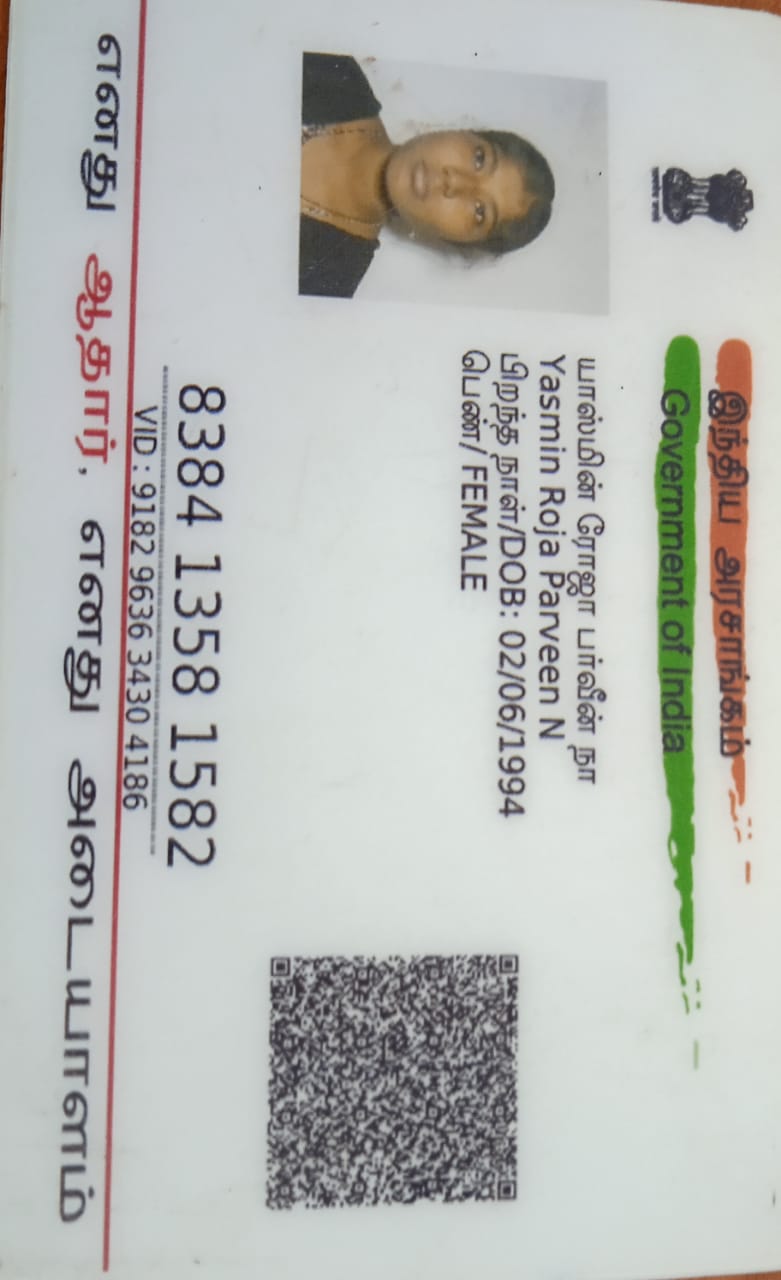 இந்திய அரசாங்கம்
Government of India
யாஸ்மின் ரோஜா பர்வீன் நா
Yasmin Roja Parveen N
பிறந்த நாள்/DOB: 02/06/1994
பெண்/ FEMALE
8384 1358 1582
VID : 9182 9636 3430 4186
எனது ஆதார், எனது அடையாளம்